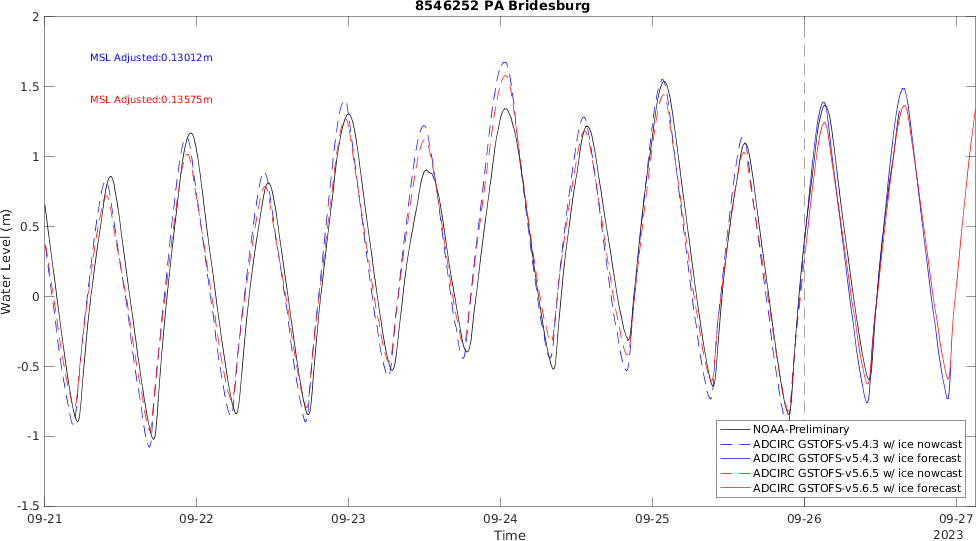 8546252 PA Bridesburg
MSL Adjusted:0.13012m
MSL Adjusted:0.13575m
Water Level (m)
2
1.5
1
0.5
0
-0.5
-1
-1.5
NOAA-Preliminary
ADCIRC GSTOFS-v5.4.3 w/ ice nowcast
ADCIRC GSTOFS-v5.4.3 w/ ice forecast
ADCIRC GSTOFS-v5.6.5 w/ ice nowcast
ADCIRC GSTOFS-v5.6.5 w/ ice forecast
09-21 09-22 09-23 09-24 09-25 09-26 09-27
Time
2023